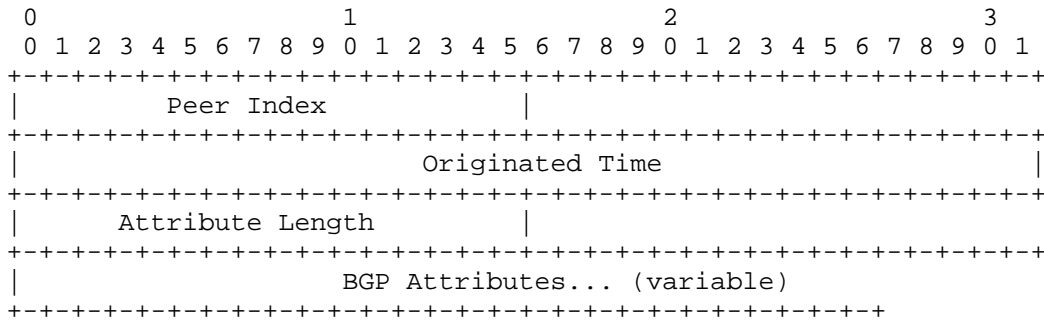 0                   1                   2                   3
 0 1 2 3 4 5 6 7 8 9 0 1 2 3 4 5 6 7 8 9 0 1 2 3 4 5 6 7 8 9 0 1
+-+-+-+-+-+-+-+-+-+-+-+-+-+-+-+-+-+-+-+-+-+-+-+-+-+-+-+-+-+-+-+-+
|         Peer Index            |
+-+-+-+-+-+-+-+-+-+-+-+-+-+-+-+-+-+-+-+-+-+-+-+-+-+-+-+-+-+-+-+-+
|                         Originated Time                       |
+-+-+-+-+-+-+-+-+-+-+-+-+-+-+-+-+-+-+-+-+-+-+-+-+-+-+-+-+-+-+-+-+
|      Attribute Length         |
+-+-+-+-+-+-+-+-+-+-+-+-+-+-+-+-+-+-+-+-+-+-+-+-+-+-+-+-+-+-+-+-+
|                    BGP Attributes... (variable)
+-+-+-+-+-+-+-+-+-+-+-+-+-+-+-+-+-+-+-+-+-+-+-+-+-+-+-+